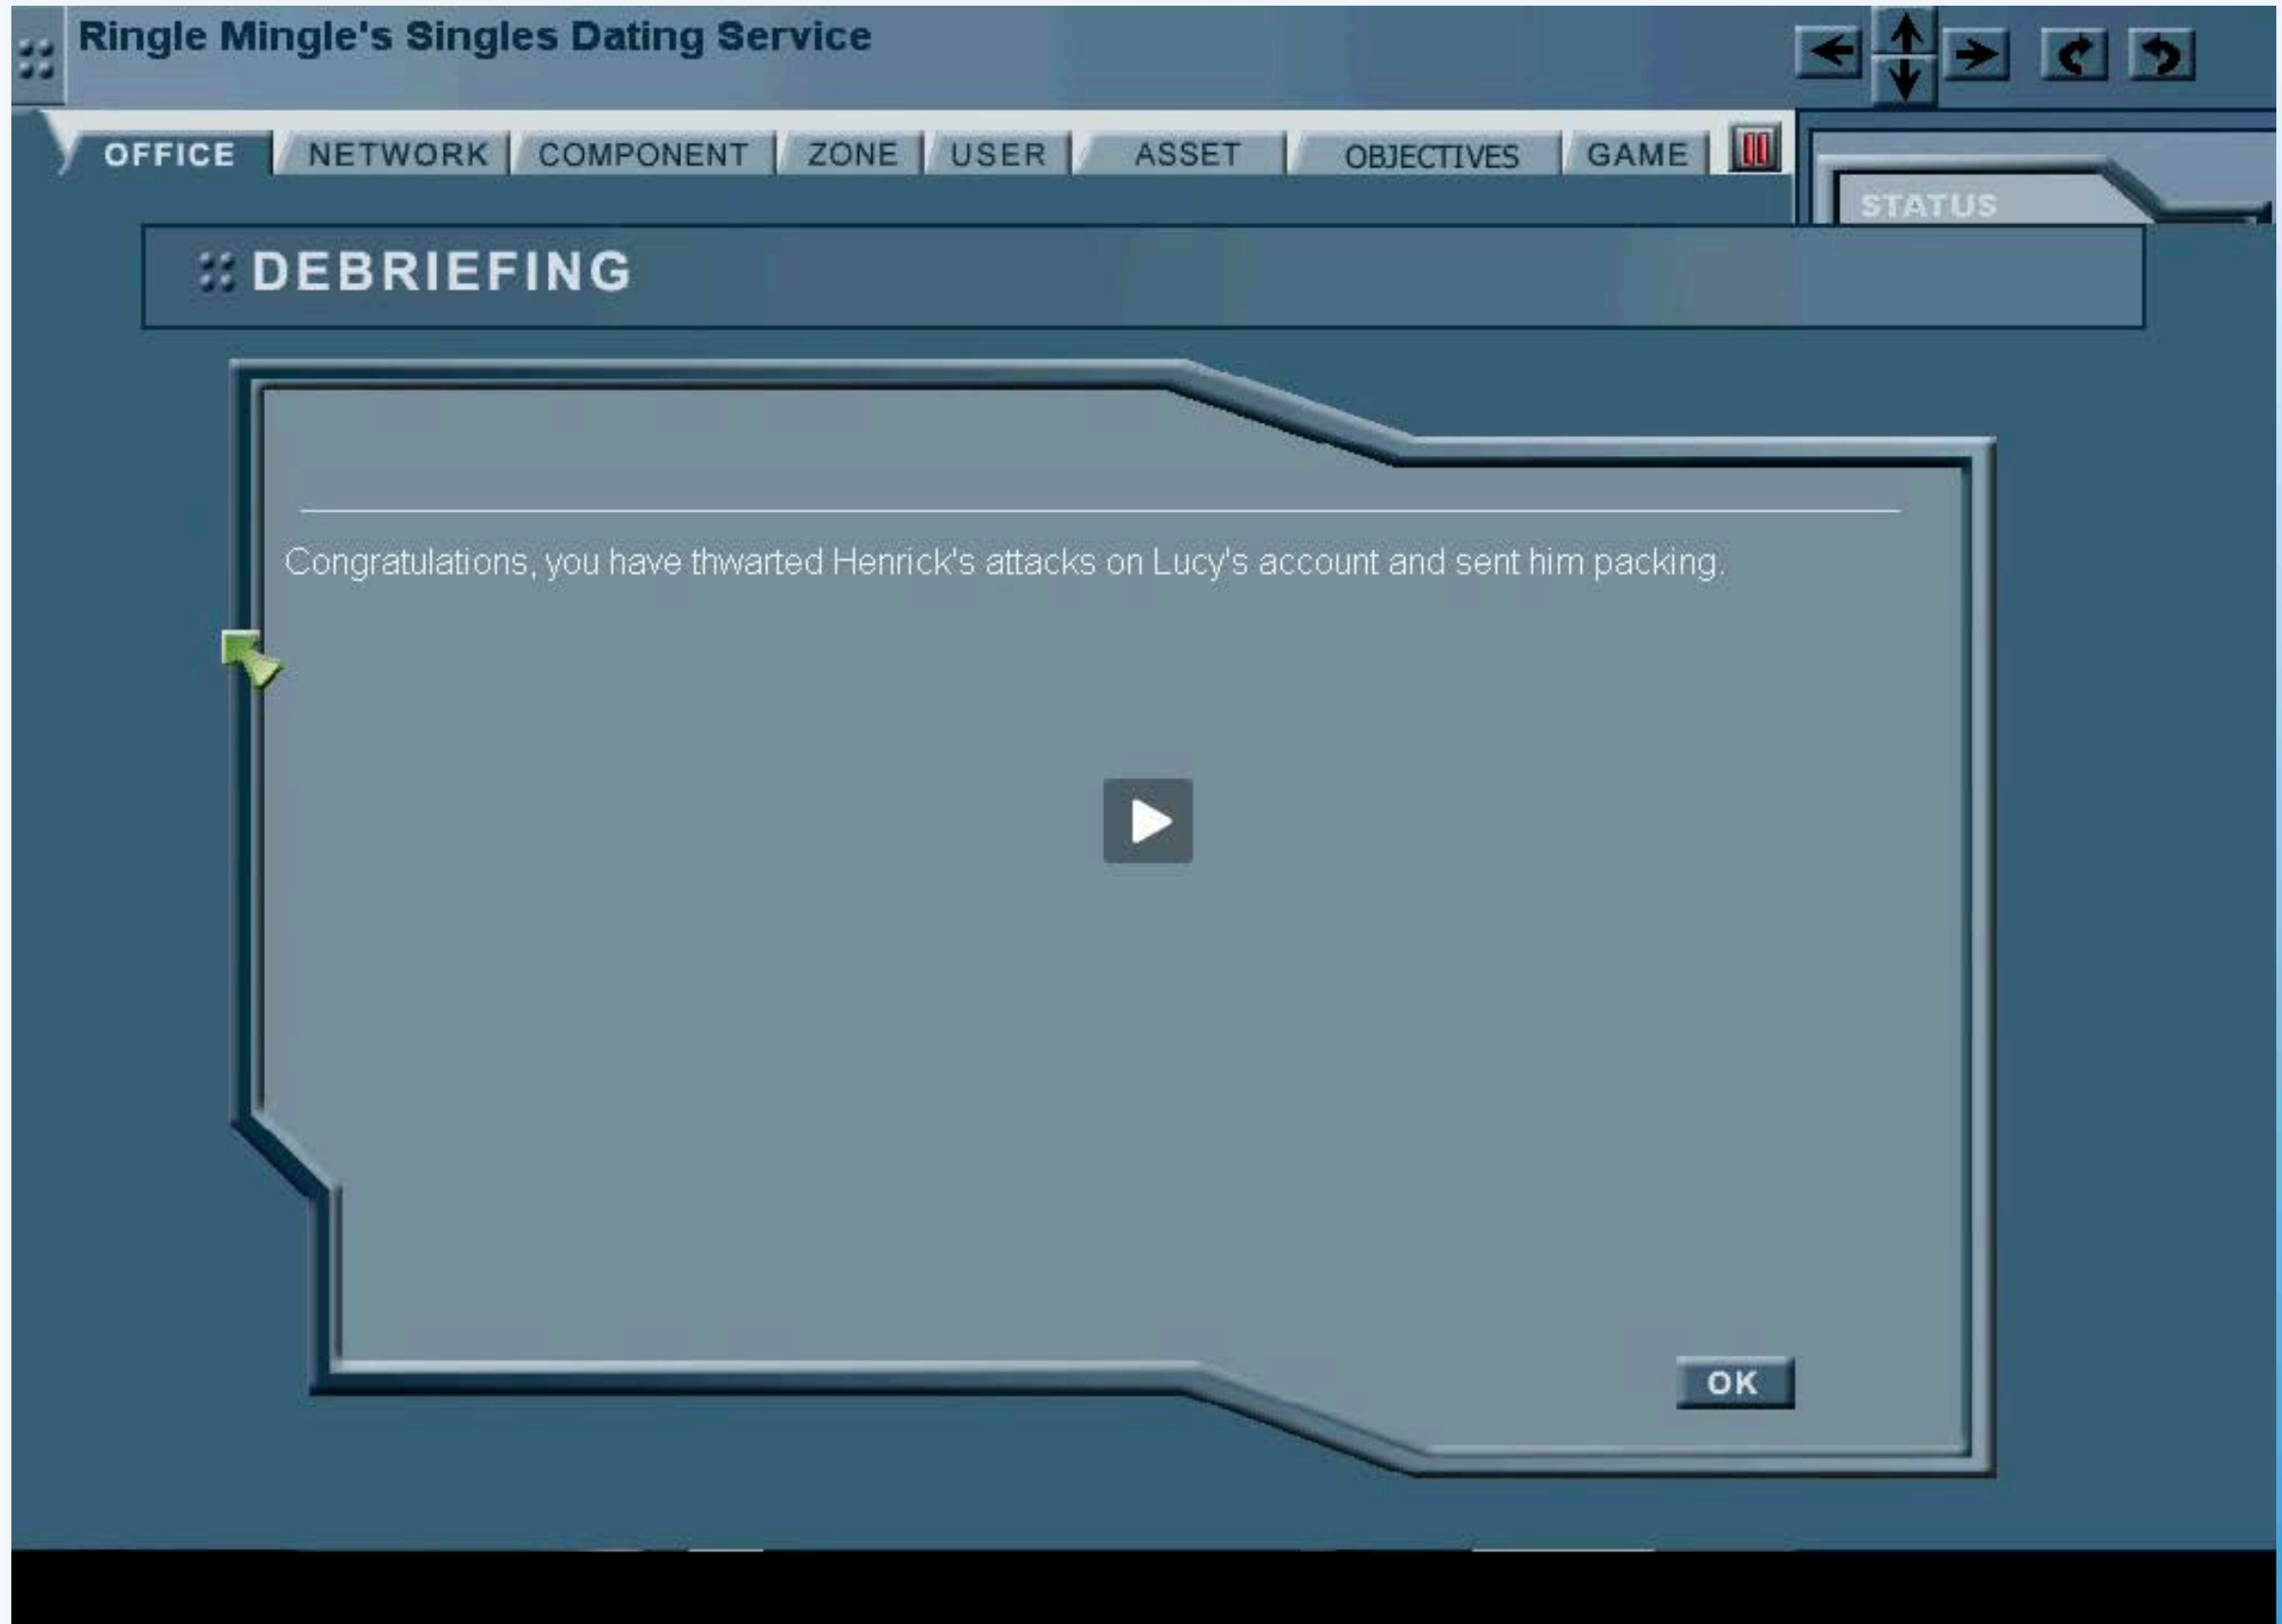 Ringle Mingle's Singles Dating Service
OFFICE NETWORK COMPONENT ZONE USER ASSET OBJECTIVES GAME
STATUS
DEBRIEFING
Congratulations, you have thwarted Henrick's attacks on Lucy's account and sent him packing.
OK